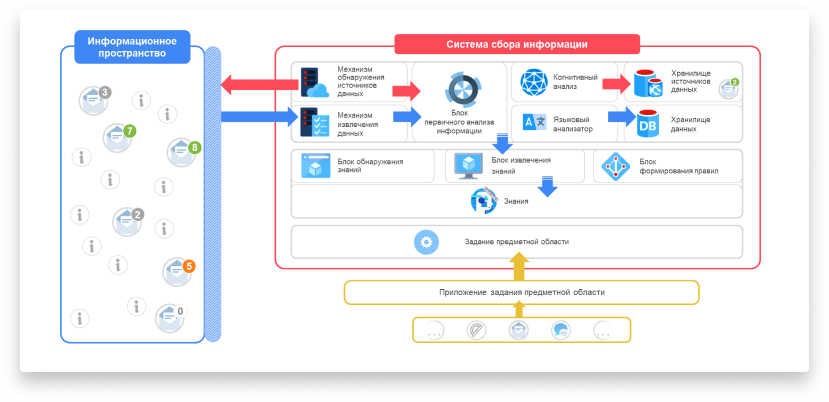 Информационное
пространство
3
7
8
2
5
0
Система сбора информации
Механизм
обнаружения
источников
данных
Механизм
извлечения
данных
Блок
первичного анализа
информации
Когнитивный
анализ
Хранилище
источников
данных
2
Языковый
анализатор
A
文
DB
Хранилище
данных
Блок обнаружения
знаний
Блок извлечения
знаний
Блок
формирования правил
Знания
Задание предметной области
Приложение задания предметной области